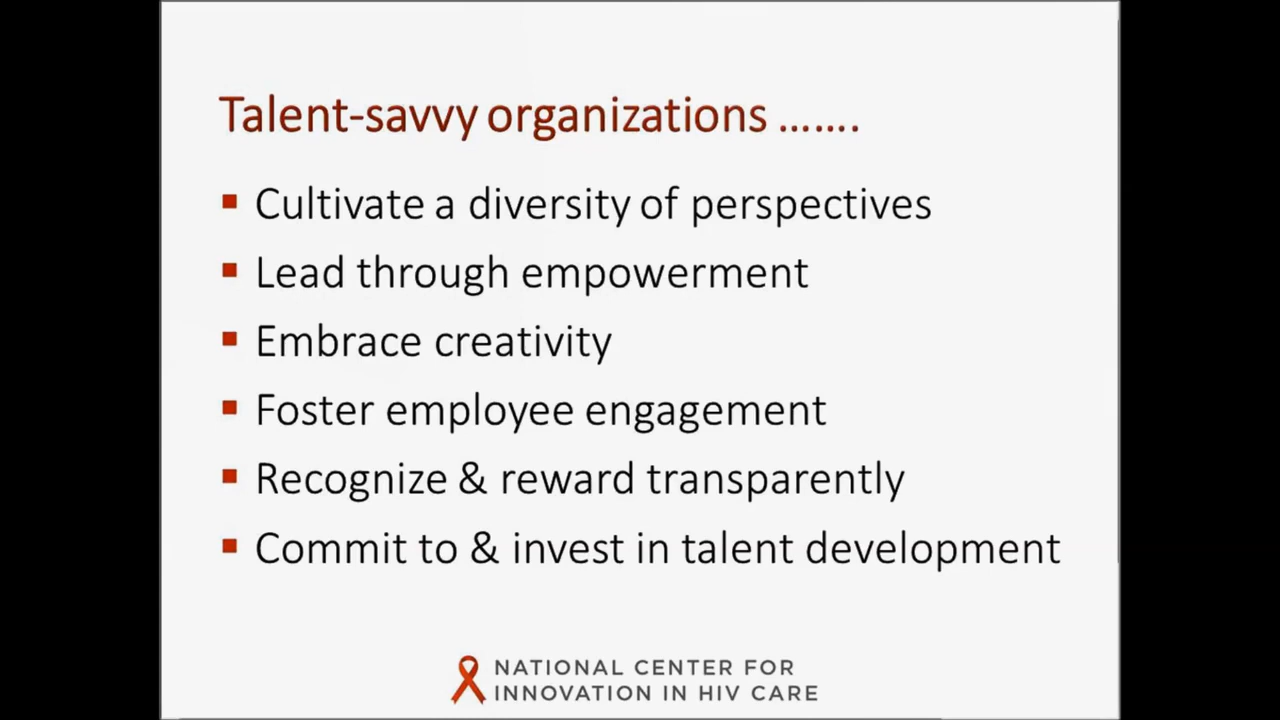 Talent-savvy organizations …….
Cultivate a diversity of perspectives
Lead through empowerment
Embrace creativity
Foster employee engagement
Recognize & reward transparently
Commit to & invest in talent development
NATIONAL CENTER FOR
INNOVATION IN HIV CARE